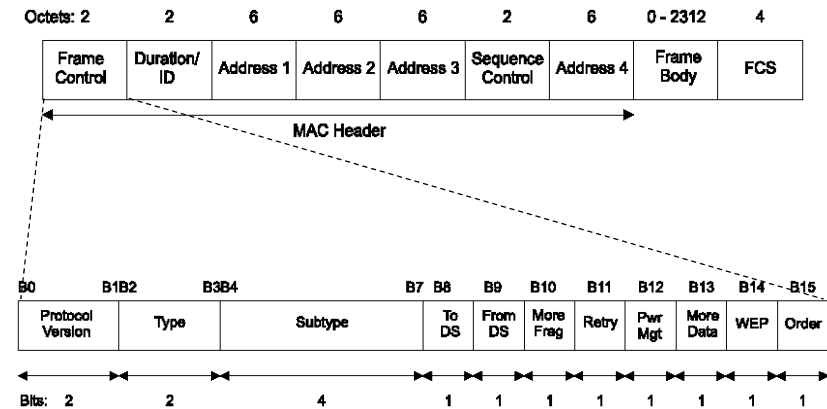 Octets: 2 2 6 6 6 2 6 0 - 2312 4
Frame Control Duration/ ID Address 1 Address 2 Address 3 Sequence Control Address 4 Frame Body FCS
MAC Header
B0 B1B2 B3B4 B7 B8 B9 B10 B11 B12 B13 B14 B15
Protocol Version Type Subtype To DS From DS More Frag Retry Pwr Mgt More Data WEP Order
Bits: 2 2 4 1 1 1 1 1 1 1 1